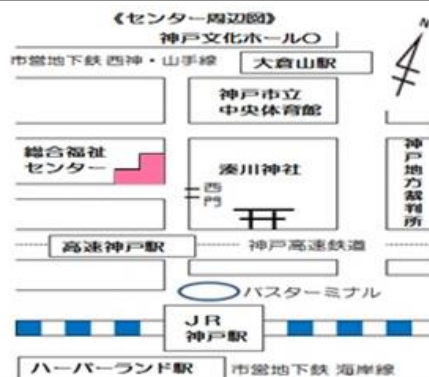 《センター周辺図》
神戸文化ホール〇
N
市営地下鉄 西神・山手線
大倉山駅
神戸市立
中央体育館
総合福祉
センター
湊川神社
西門
神戸地方裁判所
高速神戸駅
神戸高速鉄道
バスターミナル
JR
神戸駅
ハーバーランド駅
市営地下鉄 海岸線